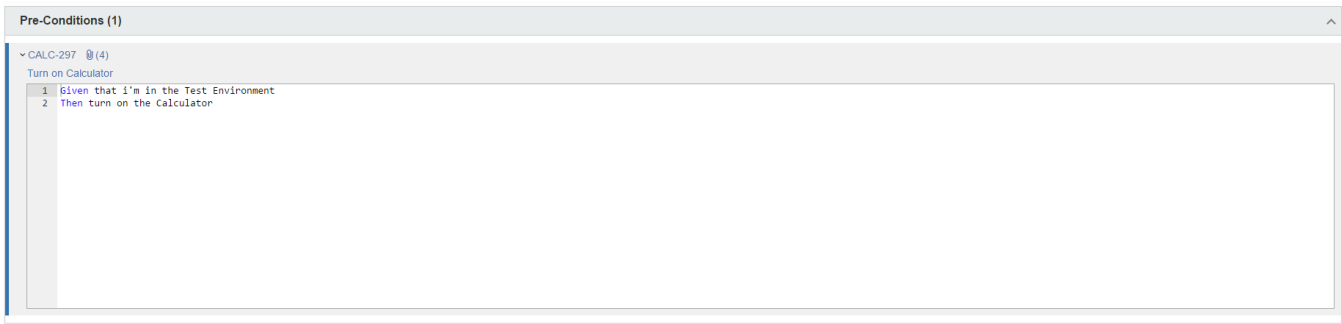 Pre-Conditions (1)
CALC-297 (4)
Turn on Calculator
1 Given that i'm in the Test Environment
2 Then turn on the Calculator